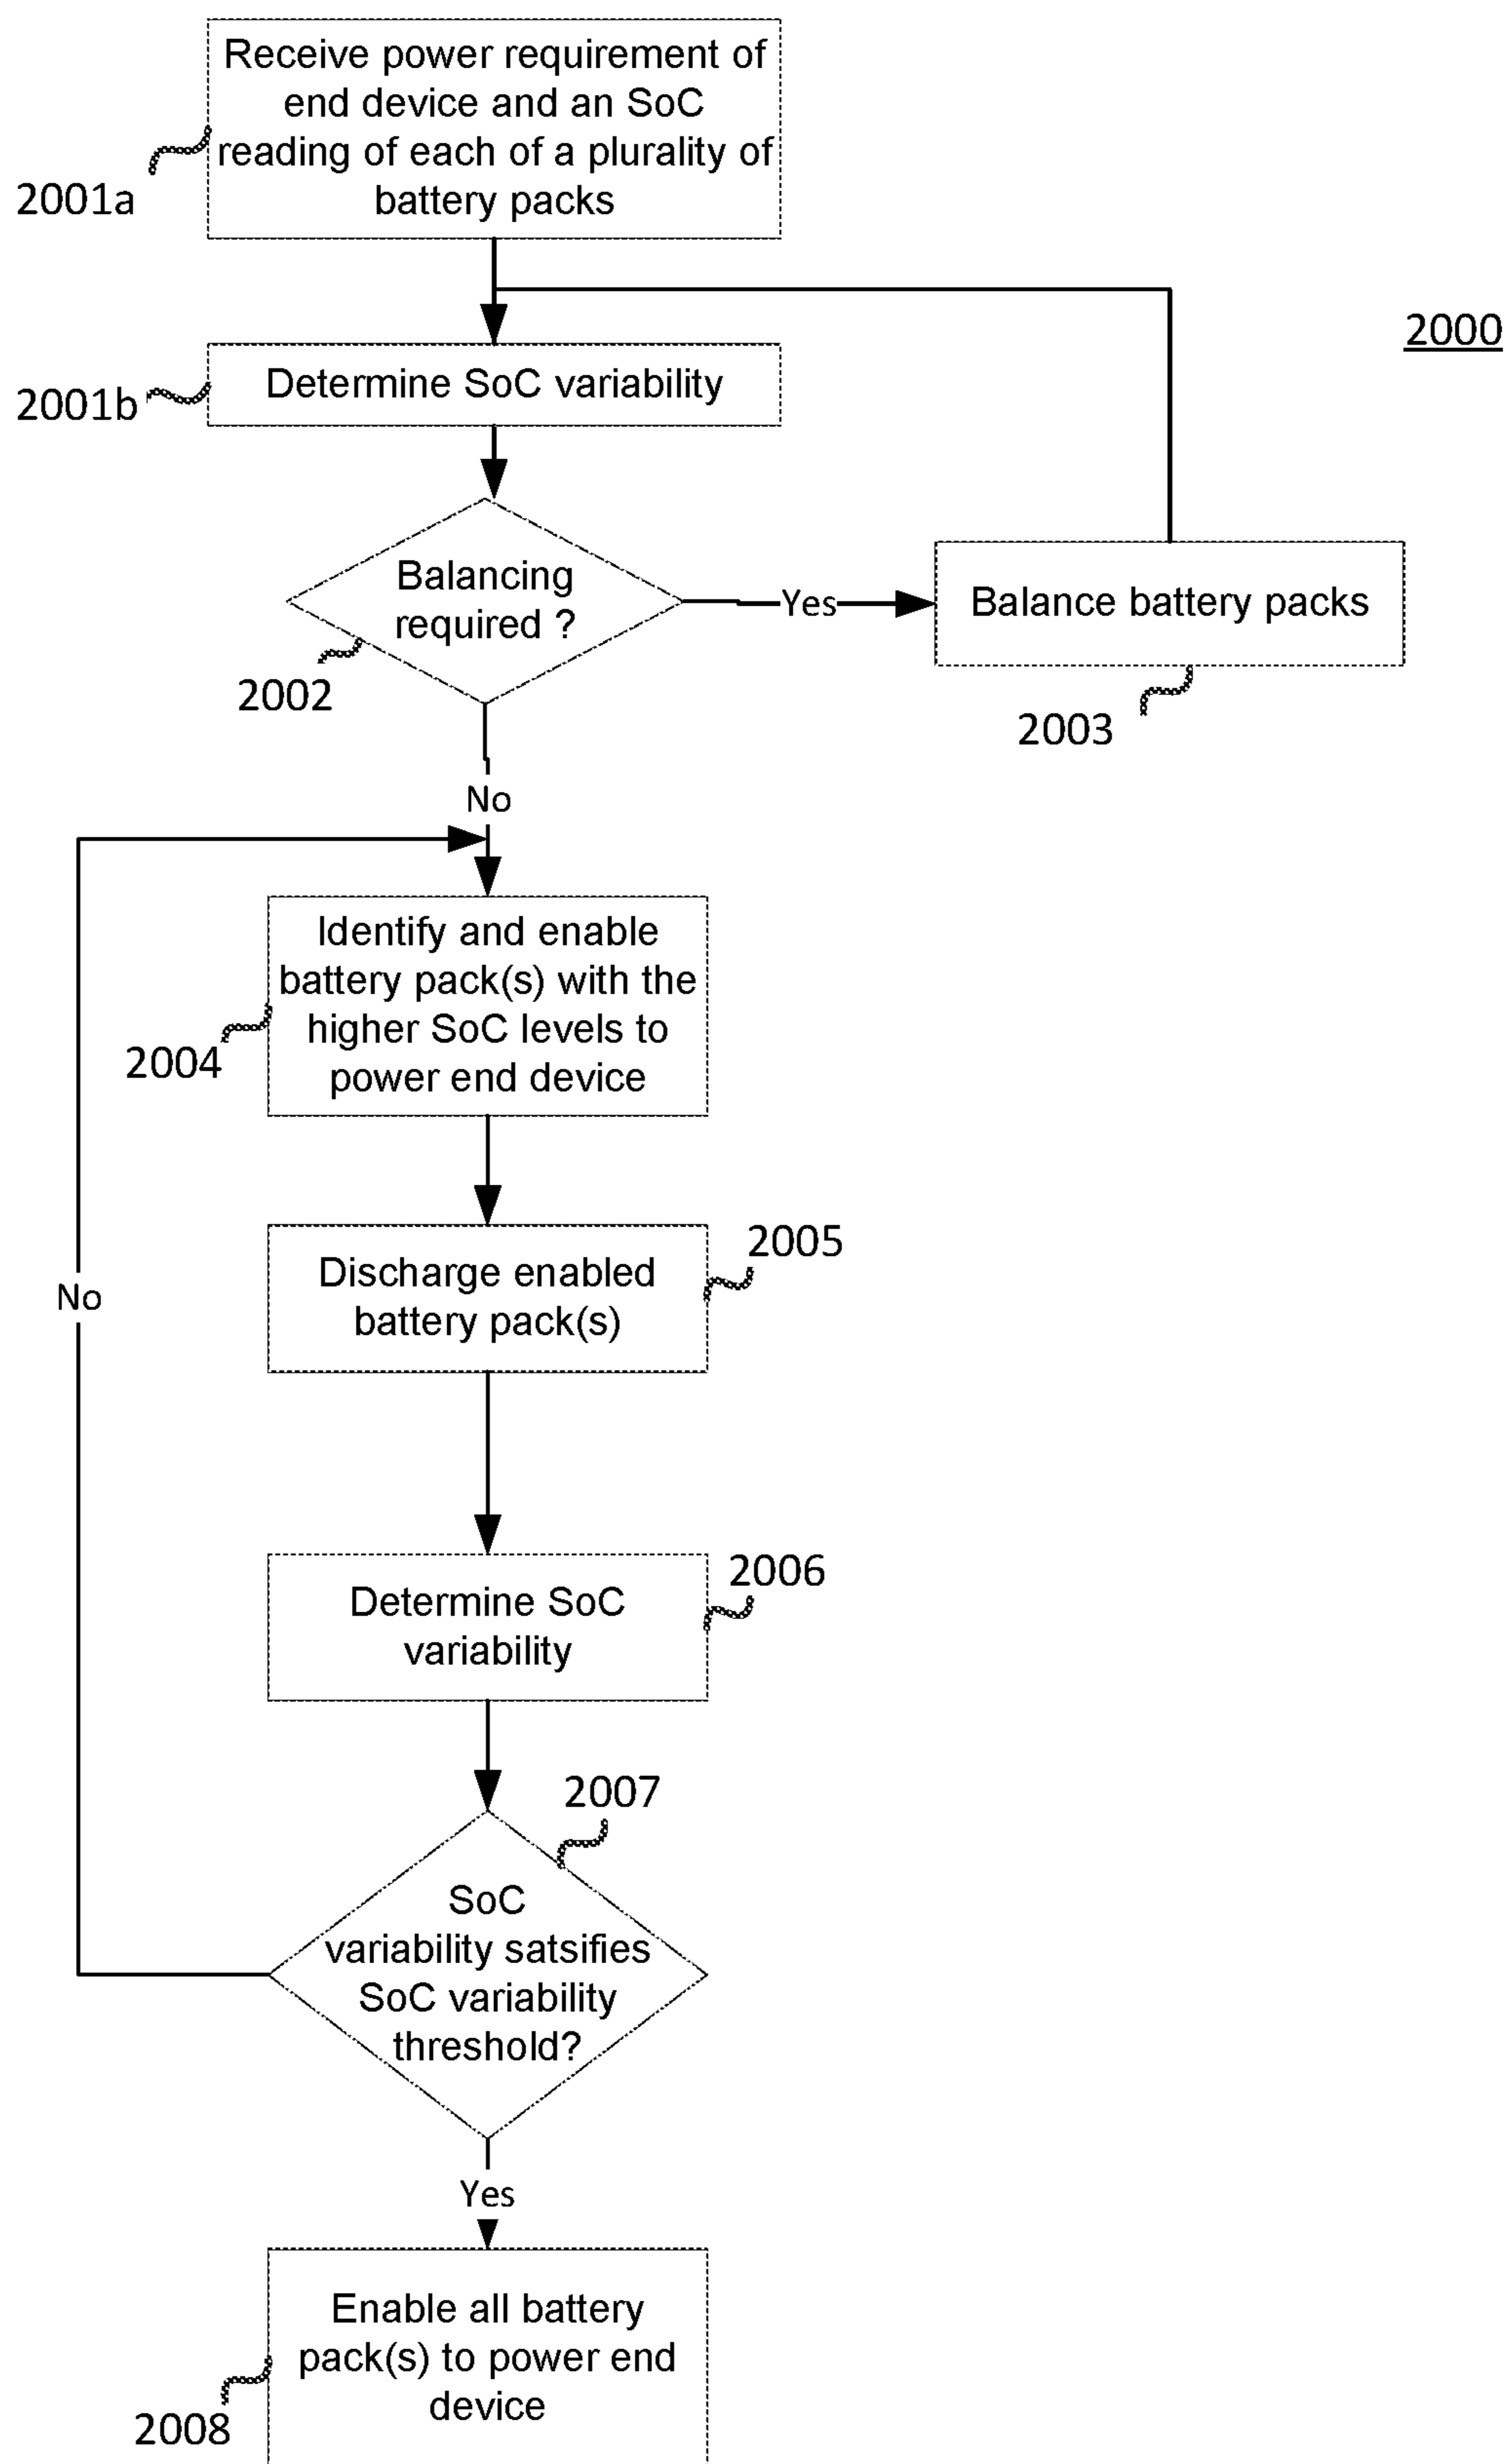 Receive power requirement of
end device and an SoC
reading of each of a plurality of
battery packs
2001a
2000
Determine SoC variability
2001b
Balancing
required ?
2002
Yes
Balance battery packs
2003
No
Identify and enable
battery pack(s) with the
higher SoC levels to
power end device
2004
Discharge enabled
battery pack(s)
2005
No
Determine SoC
variability
2006
SoC
variability satsifies
SoC variability
threshold?
2007
Yes
Enable all battery
pack(s) to power end
device
2008